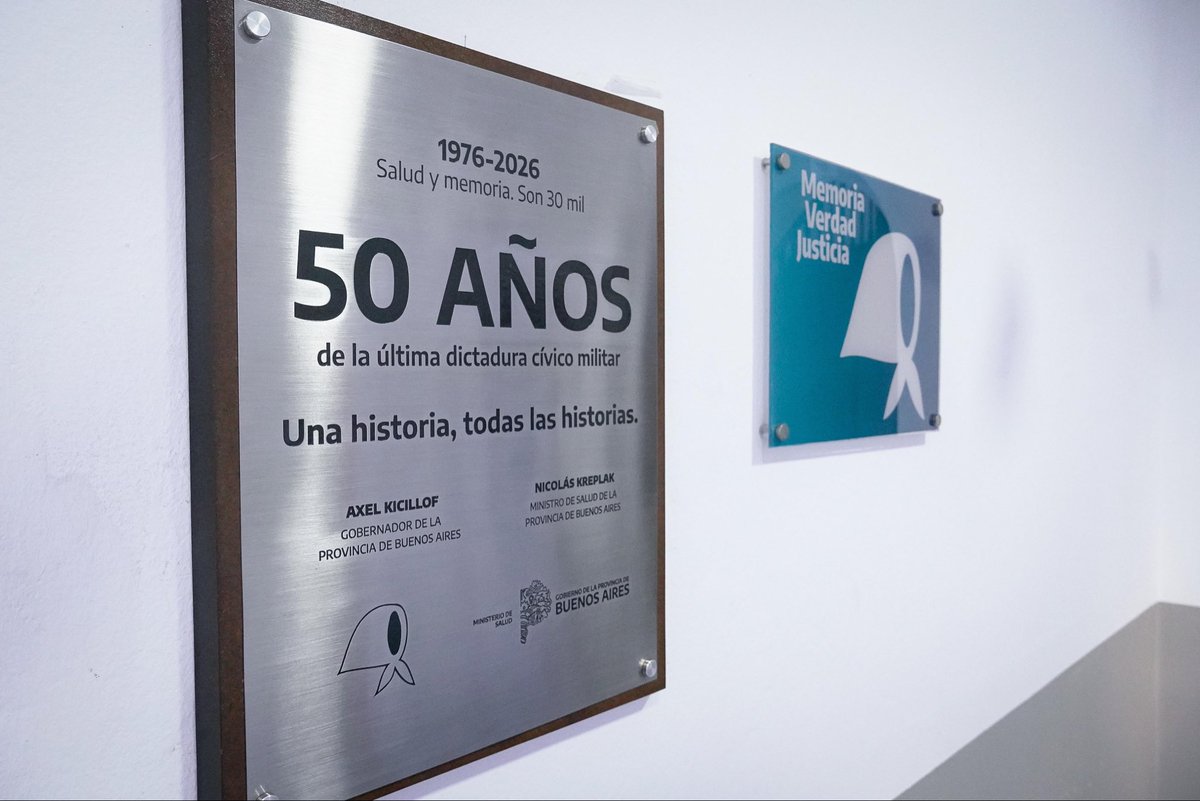 1976-2026
Salud y memoria. Son 30 mil
50 AÑOS
de la última dictadura cívico militar
Una historia, todas las historias.
AXEL KICILLOF
GOBERNADOR DE LA
PROVINCIA DE BUENOS AIRES
NICOLÁS KREPLAK
MINISTRO DE SALUD DE LA
PROVINCIA DE BUENOS AIRES
MINISTERIO DE
SALUD
GOBIERNO DE LA PROVINCIA DE
BUENOS AIRES
Memoria
Verdad
Justicia